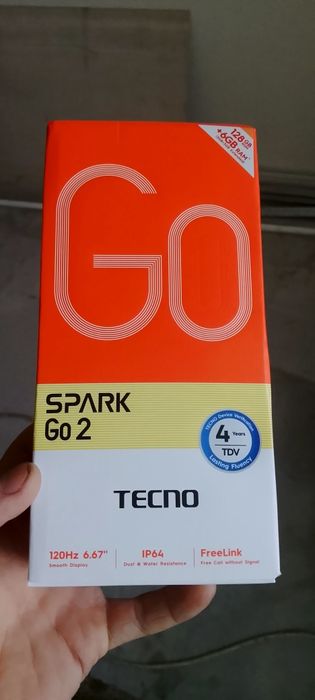 128GB
+6GB RAM*
Go
SPARK
Go 2
TECNO Device Verification
4 Years
TDV
Lasting Fluency
TECNO
120Hz 6.67"
Smooth Display
IP64
Dust & Water Resistance
FreeLink
Free Call without Signal